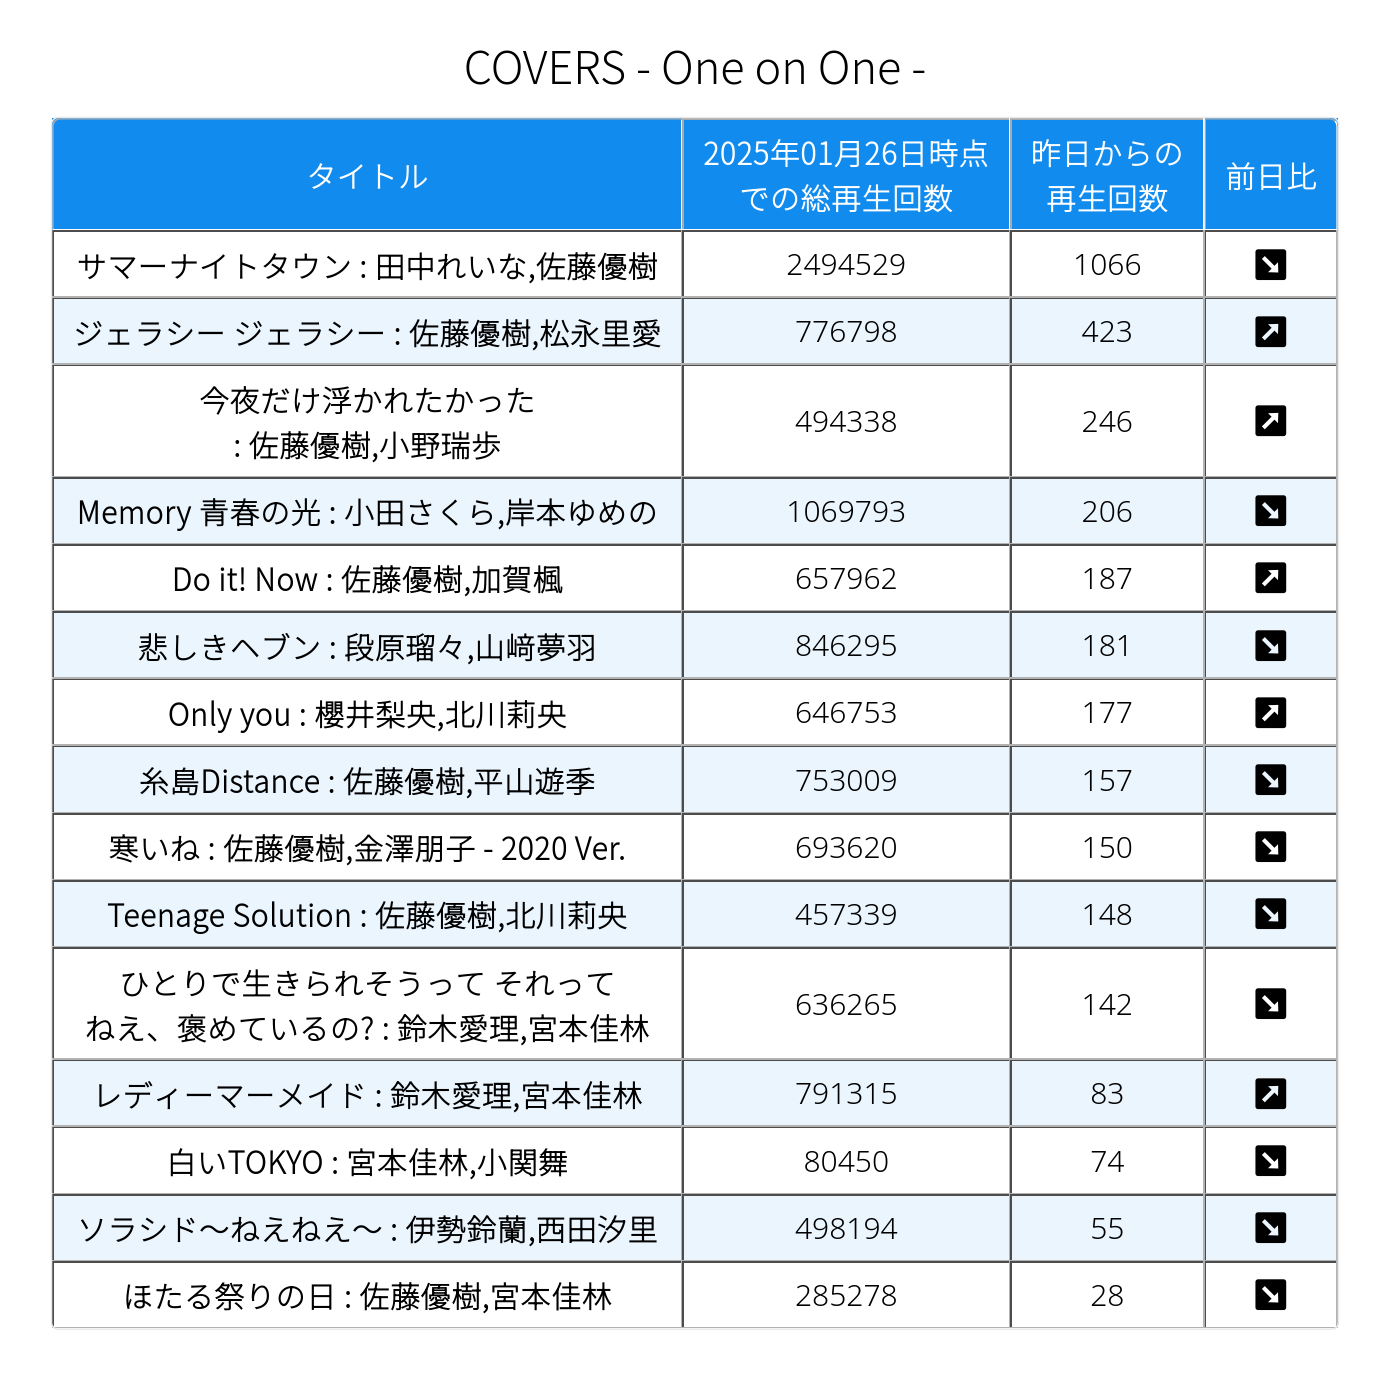 COVERS - One on One -
タイトル
2025年01月26日時点
での総再生回数
昨日からの
再生回数
前日比
サマーナイトタウン : 田中れいな,佐藤優樹
2494529
1066
ジェラシー ジェラシー : 佐藤優樹,松永里愛
776798
423
今夜だけ浮かれたかった
: 佐藤優樹,小野瑞歩
494338
246
Memory 青春の光 : 小田さくら,岸本ゆめの
1069793
206
Do it! Now : 佐藤優樹,加賀楓
657962
187
悲しきヘブン : 段原瑠々,山﨑夢羽
846295
181
Only you : 櫻井梨央,北川莉央
646753
177
糸島Distance : 佐藤優樹,平山遊季
753009
157
寒いね : 佐藤優樹,金澤朋子 - 2020 Ver.
693620
150
Teenage Solution : 佐藤優樹,北川莉央
457339
148
ひとりで生きられそうって それって
ねえ、褒めているの? : 鈴木愛理,宮本佳林
636265
142
レディーマーメイド : 鈴木愛理,宮本佳林
791315
83
白いTOKYO : 宮本佳林,小関舞
80450
74
ソラシド～ねえねえ～ : 伊勢鈴蘭,西田汐里
498194
55
ほたる祭りの日 : 佐藤優樹,宮本佳林
285278
28